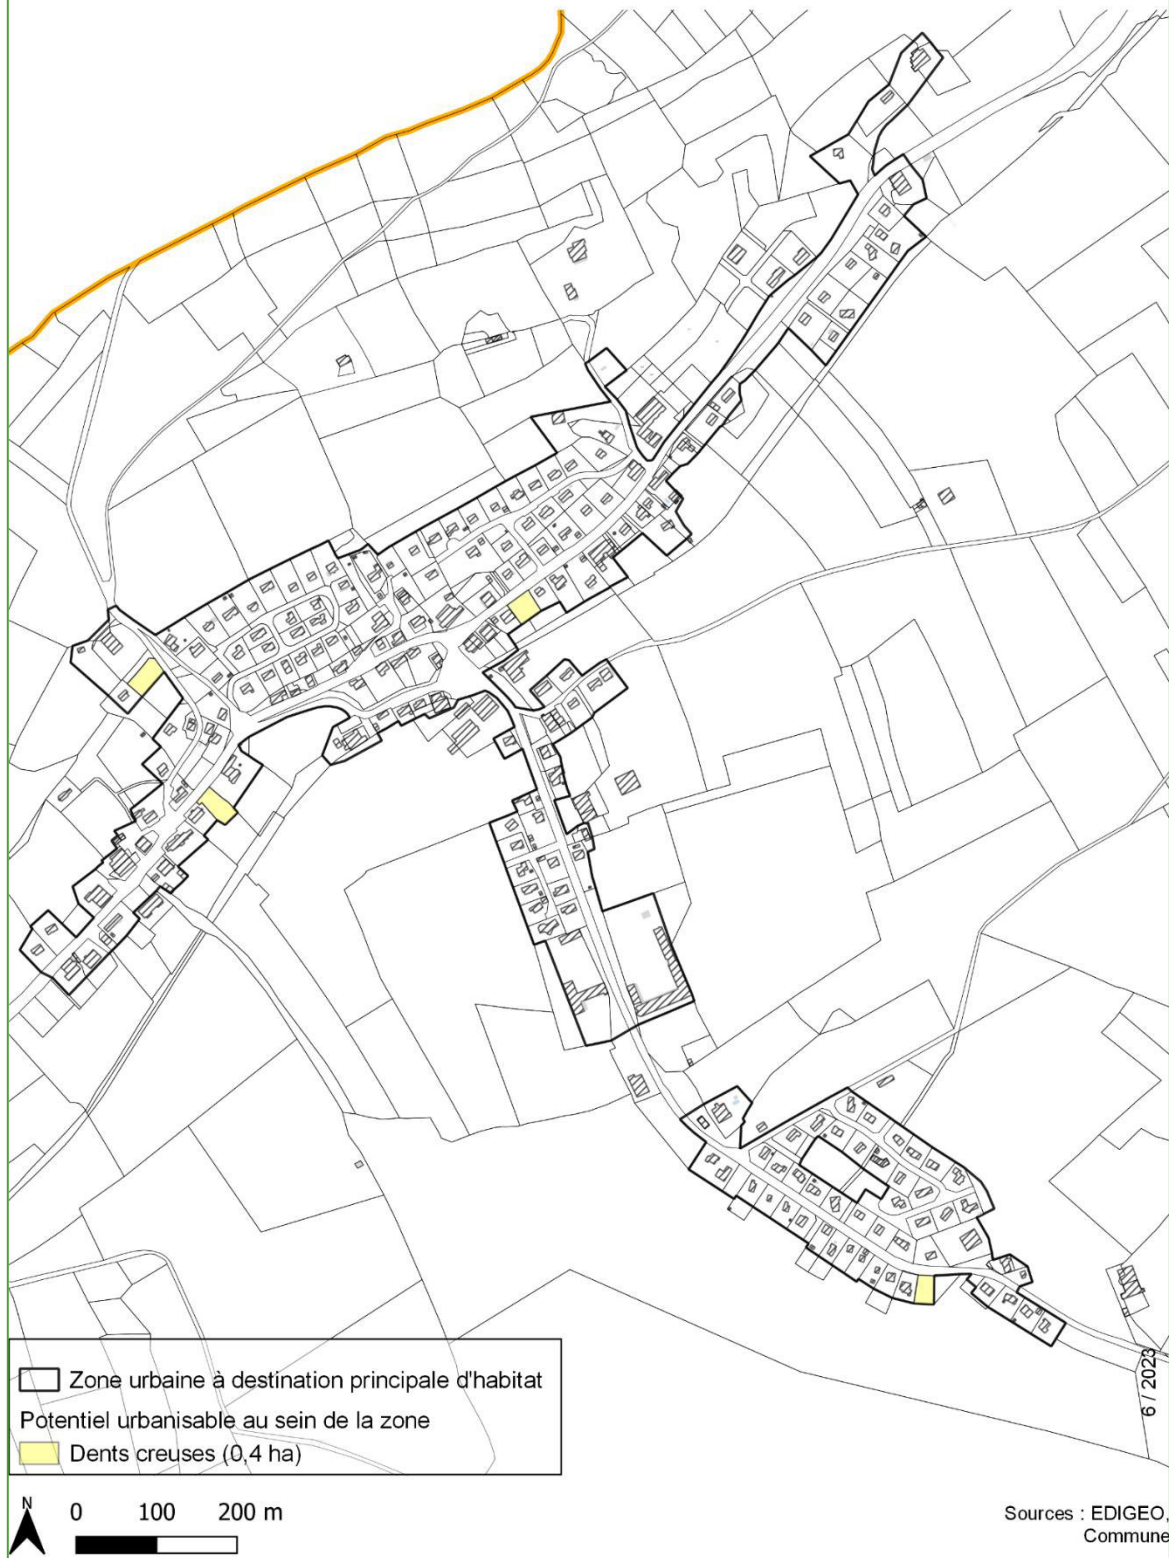 Zone urbaine à destination principale d'habitat
Potentiel urbanisable au sein de la zone
Dents creuses (0,4 ha)
6 / 2023
N
0 100 200 m
Sources : EDIGEO,
Commune